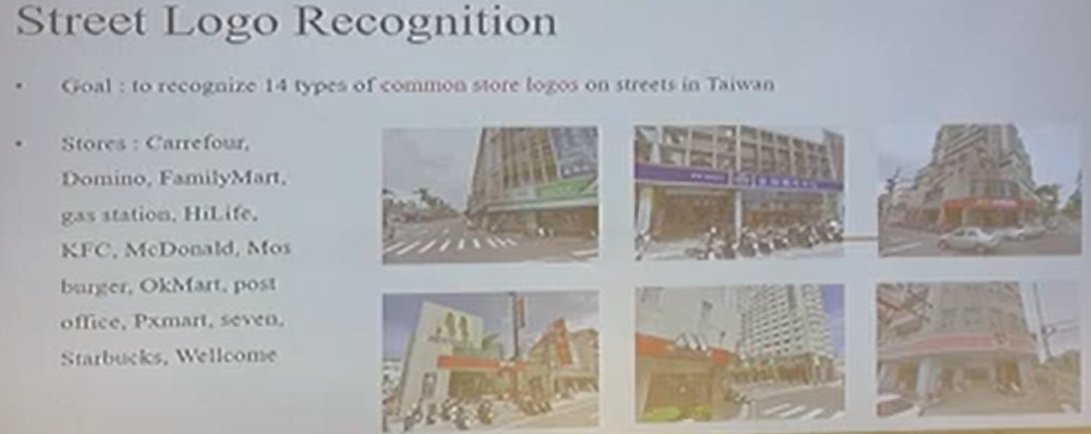 Street Logo Recognition
• Goal : to recognize 14 types of common store logos on streets in Taiwan
• Stores : Carrefour,
Domino, FamilyMart,
gas station, HiLife,
KFC, McDonald, Mos
burger, OkMart, post
office, Pxmart, seven,
Starbucks, Wellcome